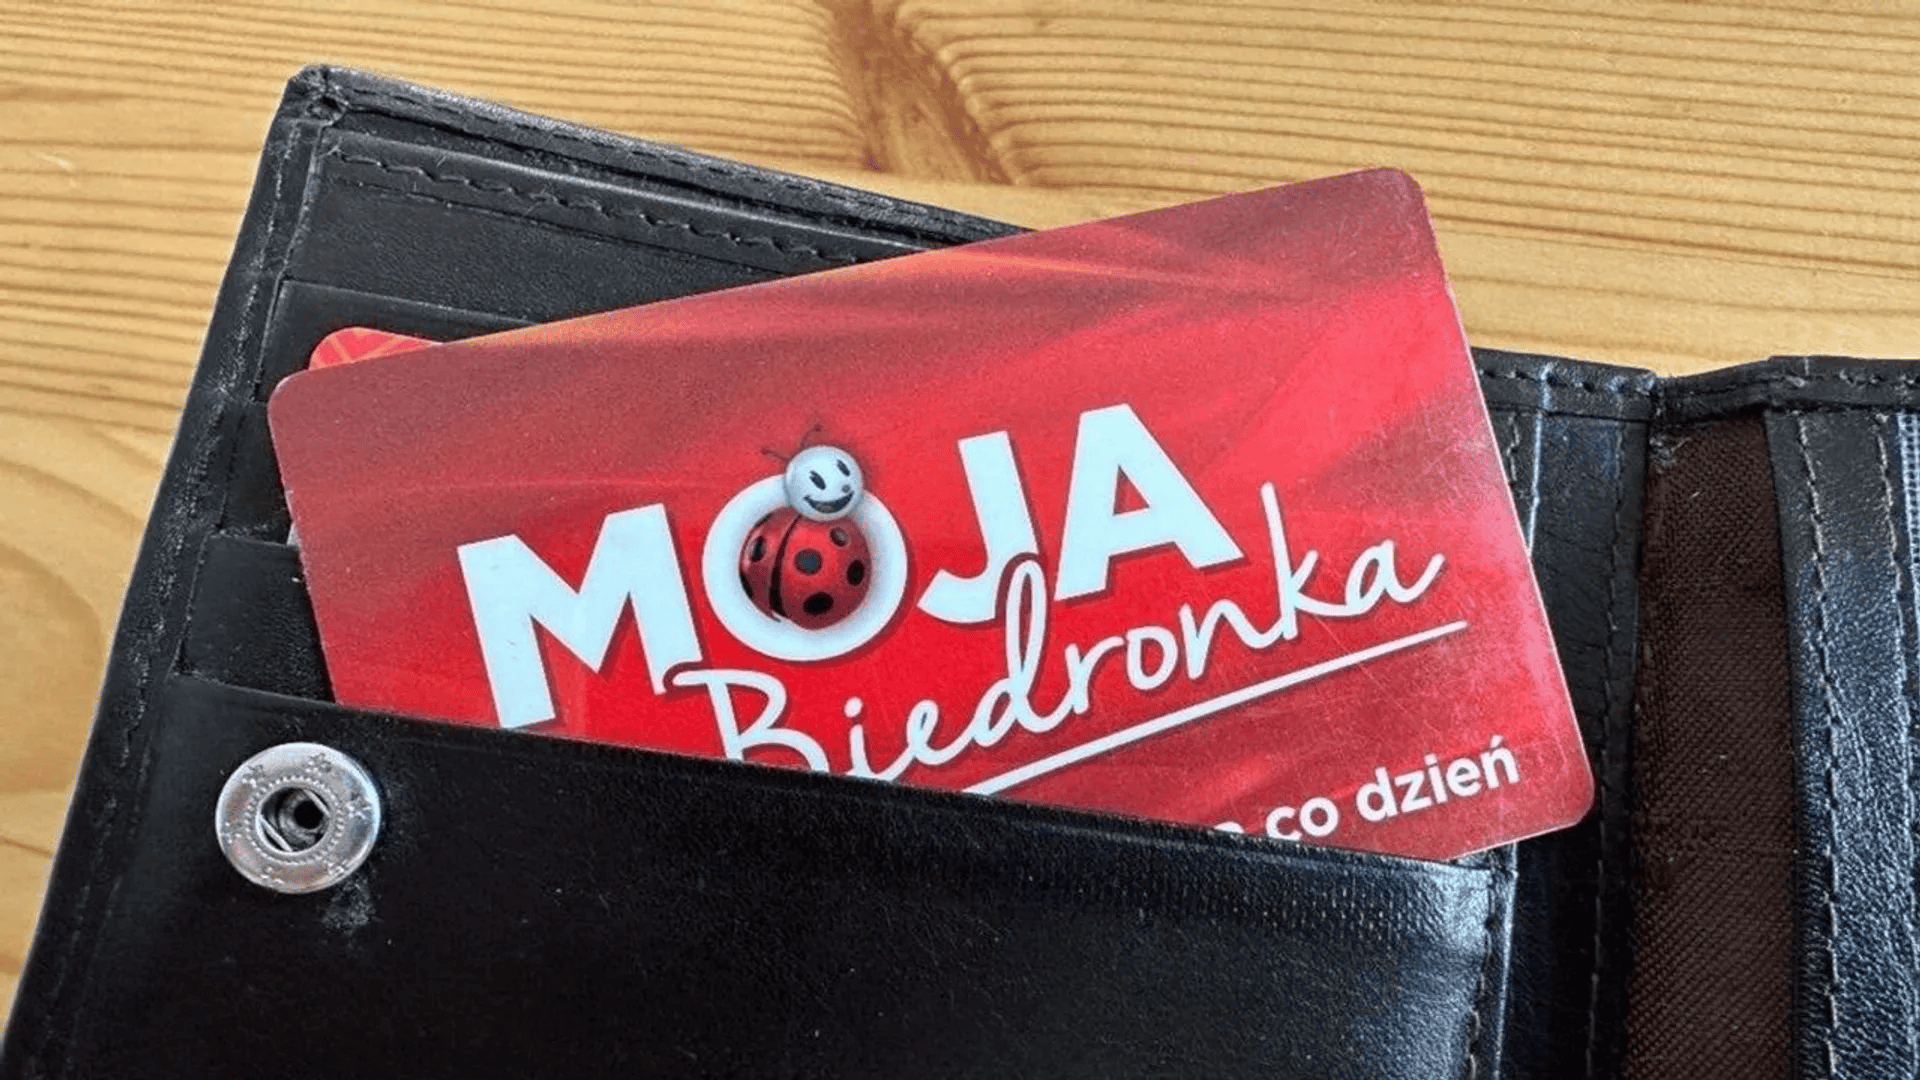 MOJA
Biedronka
co dzień